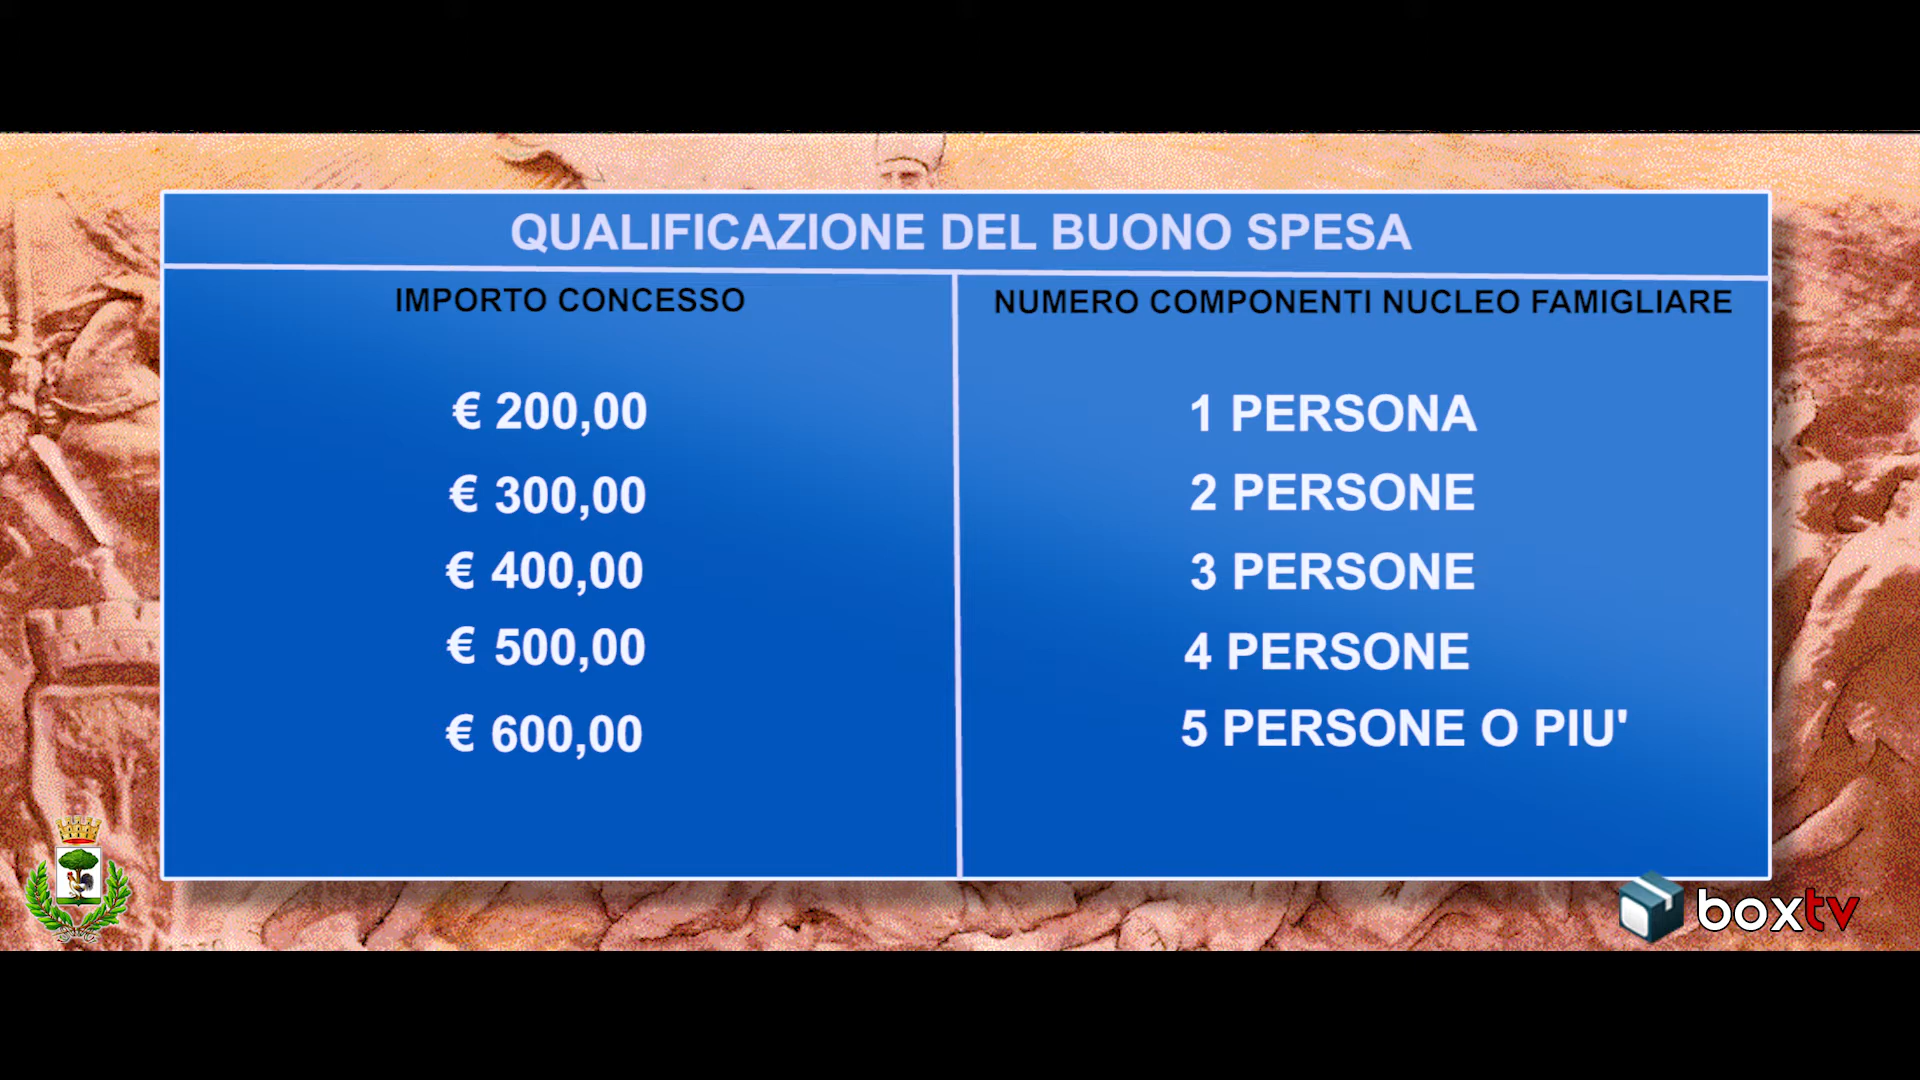 QUALIFICAZIONE DEL BUONO SPESA
IMPORTO CONCESSO
NUMERO COMPONENTI NUCLEO FAMIGLIARE
€ 200,00
1 PERSONA
€ 300,00
2 PERSONE
€ 400,00
3 PERSONE
€ 500,00
4 PERSONE
€ 600,00
5 PERSONE O PIU'
boxtv